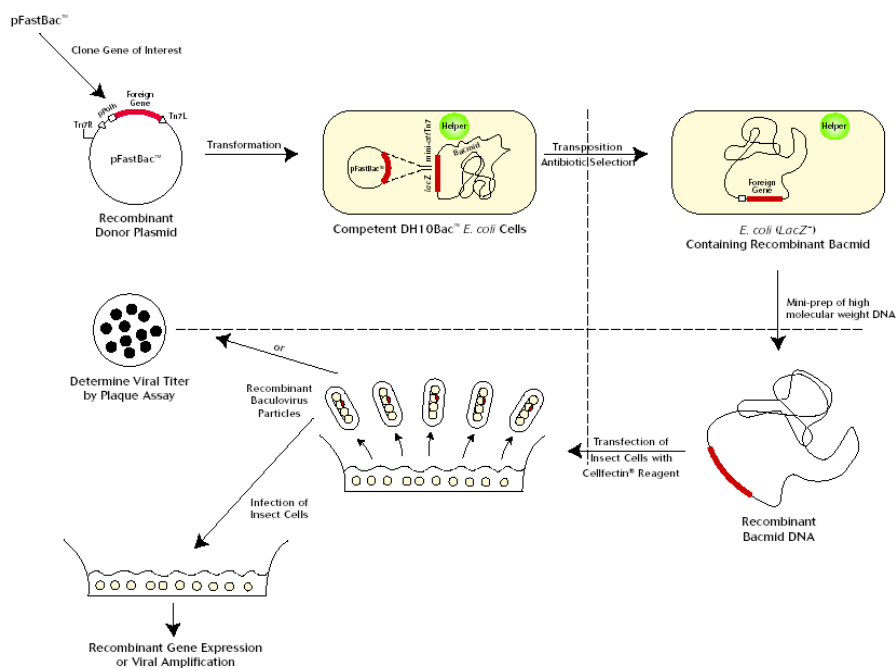 pFastBac™
Clone Gene of Interest
Foreign
Gene
pPolh
Tn7R
Tn7L
pFastBac™
Recombinant
Donor Plasmid
Transformation
Helper
pFastBac™
lacZ mini-attTn7
Bacmid
Competent DH10Bac™ E. coli Cells
Transposition
Antibiotic Selection
Helper
Foreign
Gene
E. coli (LacZ⁻)
Containing Recombinant Bacmid
Mini-prep of high
molecular weight DNA
Determine Viral Titer
by Plaque Assay
or
Recombinant
Baculovirus
Particles
Transfection of
Insect Cells with
Cellfectin® Reagent
Recombinant
Bacmid DNA
Infection of
Insect Cells
Recombinant Gene Expression
or Viral Amplification